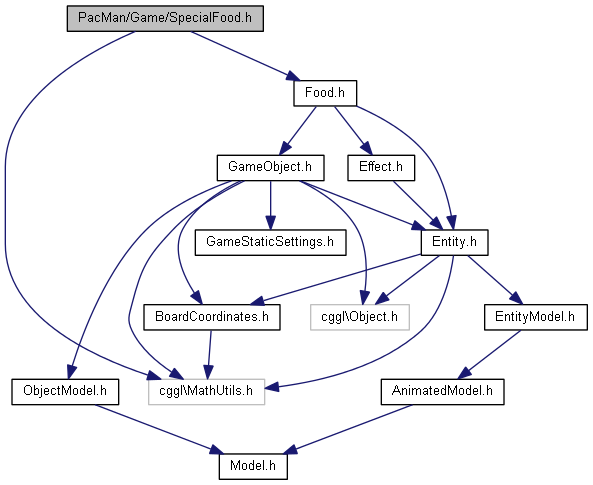 PacMan/Game/SpecialFood.h
Food.h
GameObject.h
Effect.h
GameStaticSettings.h
Entity.h
BoardCoordinates.h
cggl\Object.h
EntityModel.h
ObjectModel.h
cggl\MathUtils.h
AnimatedModel.h
Model.h